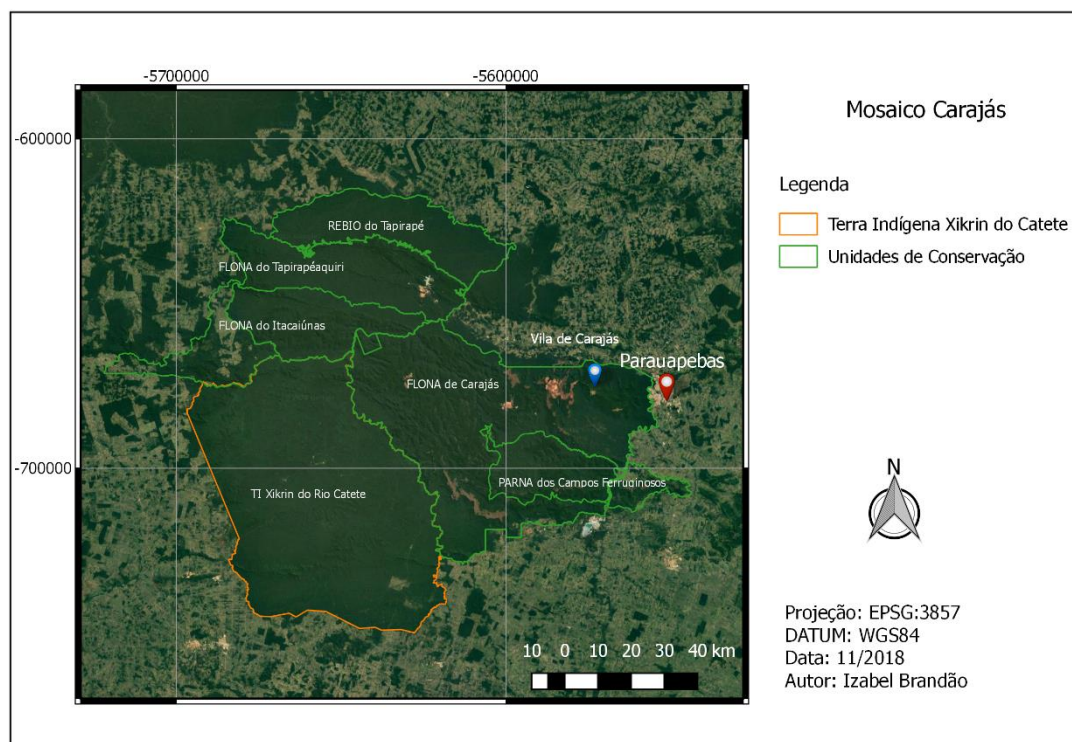 -5700000
-5600000
-600000
-700000
REBIO do Tapirapé
FLONA do Tapirapéaquiri
FLONA do Itacaiúnas
Vila de Carajás
Parauapebas
FLONA de Carajás
TI Xikrin do Rio Catete
PARNA dos Campos Ferruginosos
10 0 10 20 30 40 km
Mosaico Carajás
Legenda
Terra Indígena Xikrin do Catete
Unidades de Conservação
N
Projeção: EPSG:3857
DATUM: WGS84
Data: 11/2018
Autor: Izabel Brandão